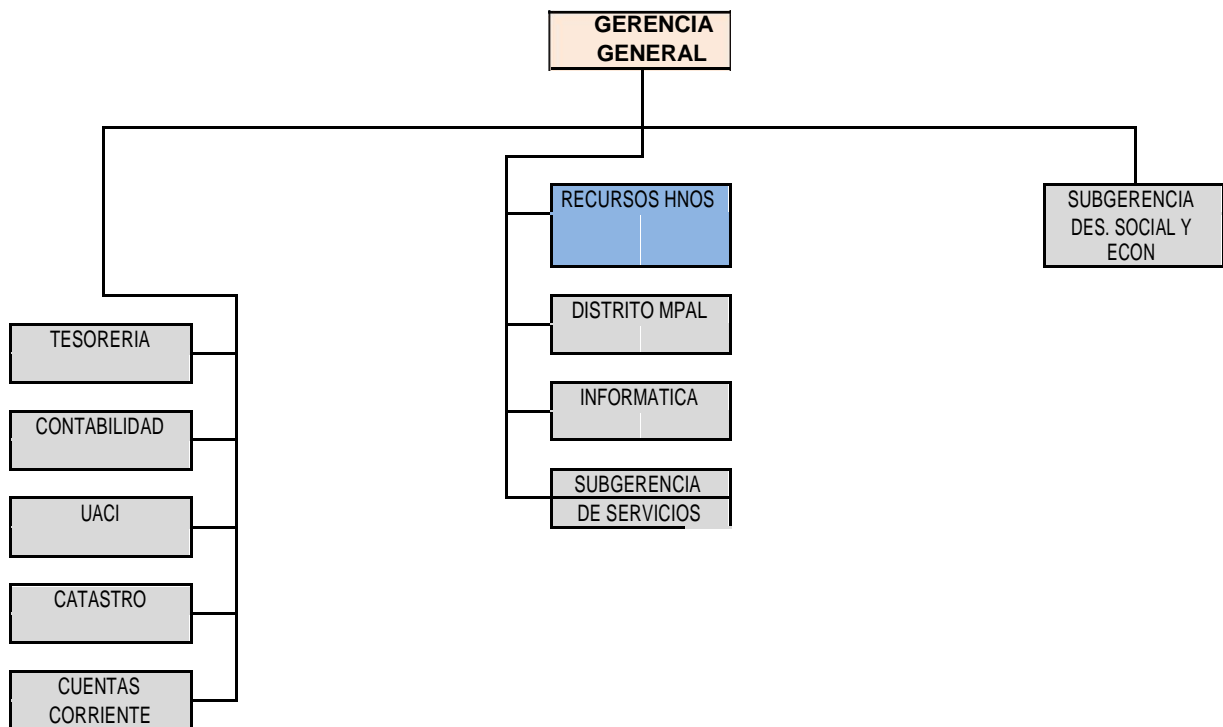 GERENCIA
GENERAL
RECURSOS HNOS
SUBGERENCIA
DES. SOCIAL Y
ECON
DISTRITO MPAL
TESORERIA
INFORMATICA
CONTABILIDAD
SUBGERENCIA
DE SERVICIOS
UACI
CATASTRO
CUENTAS
CORRIENTE